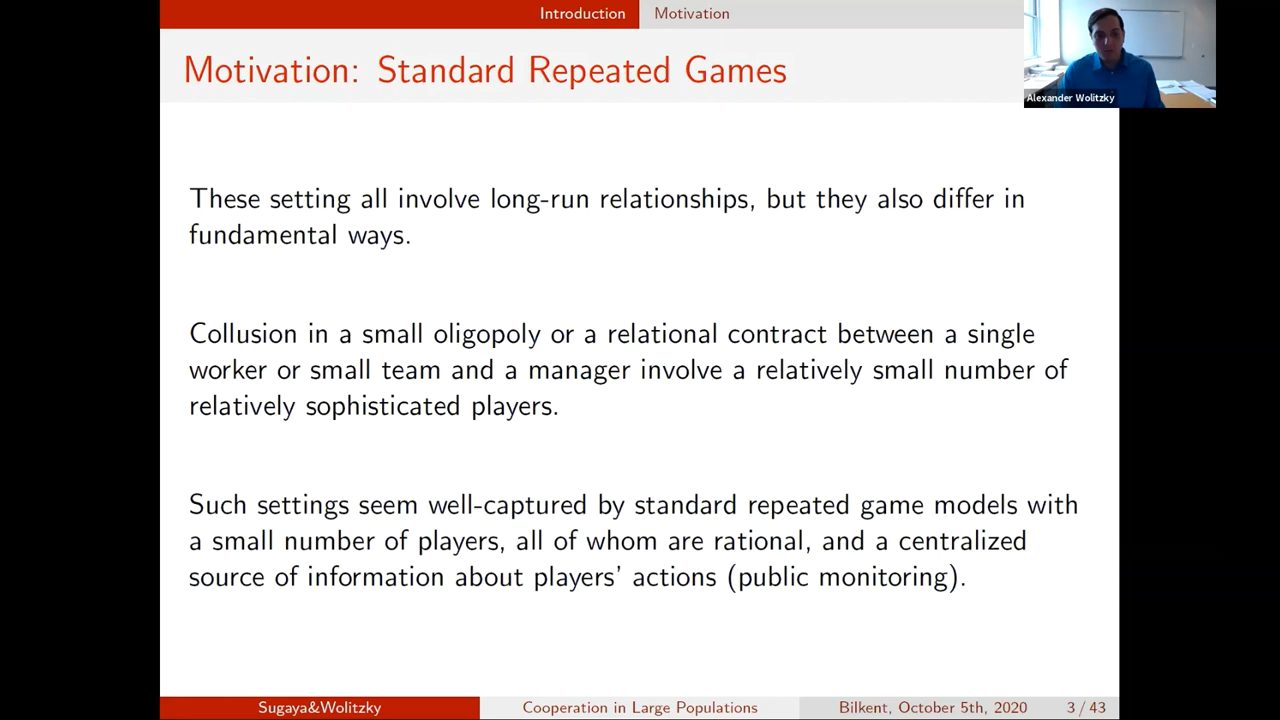 Introduction Motivation
Motivation: Standard Repeated Games
Alexander Wolitzky
These setting all involve long-run relationships, but they also differ in
fundamental ways.
Collusion in a small oligopoly or a relational contract between a single
worker or small team and a manager involve a relatively small number of
relatively sophisticated players.
Such settings seem well-captured by standard repeated game models with
a small number of players, all of whom are rational, and a centralized
source of information about players’ actions (public monitoring).
Sugaya&Wolitzky Cooperation in Large Populations Bilkent, October 5th, 2020 3 / 43